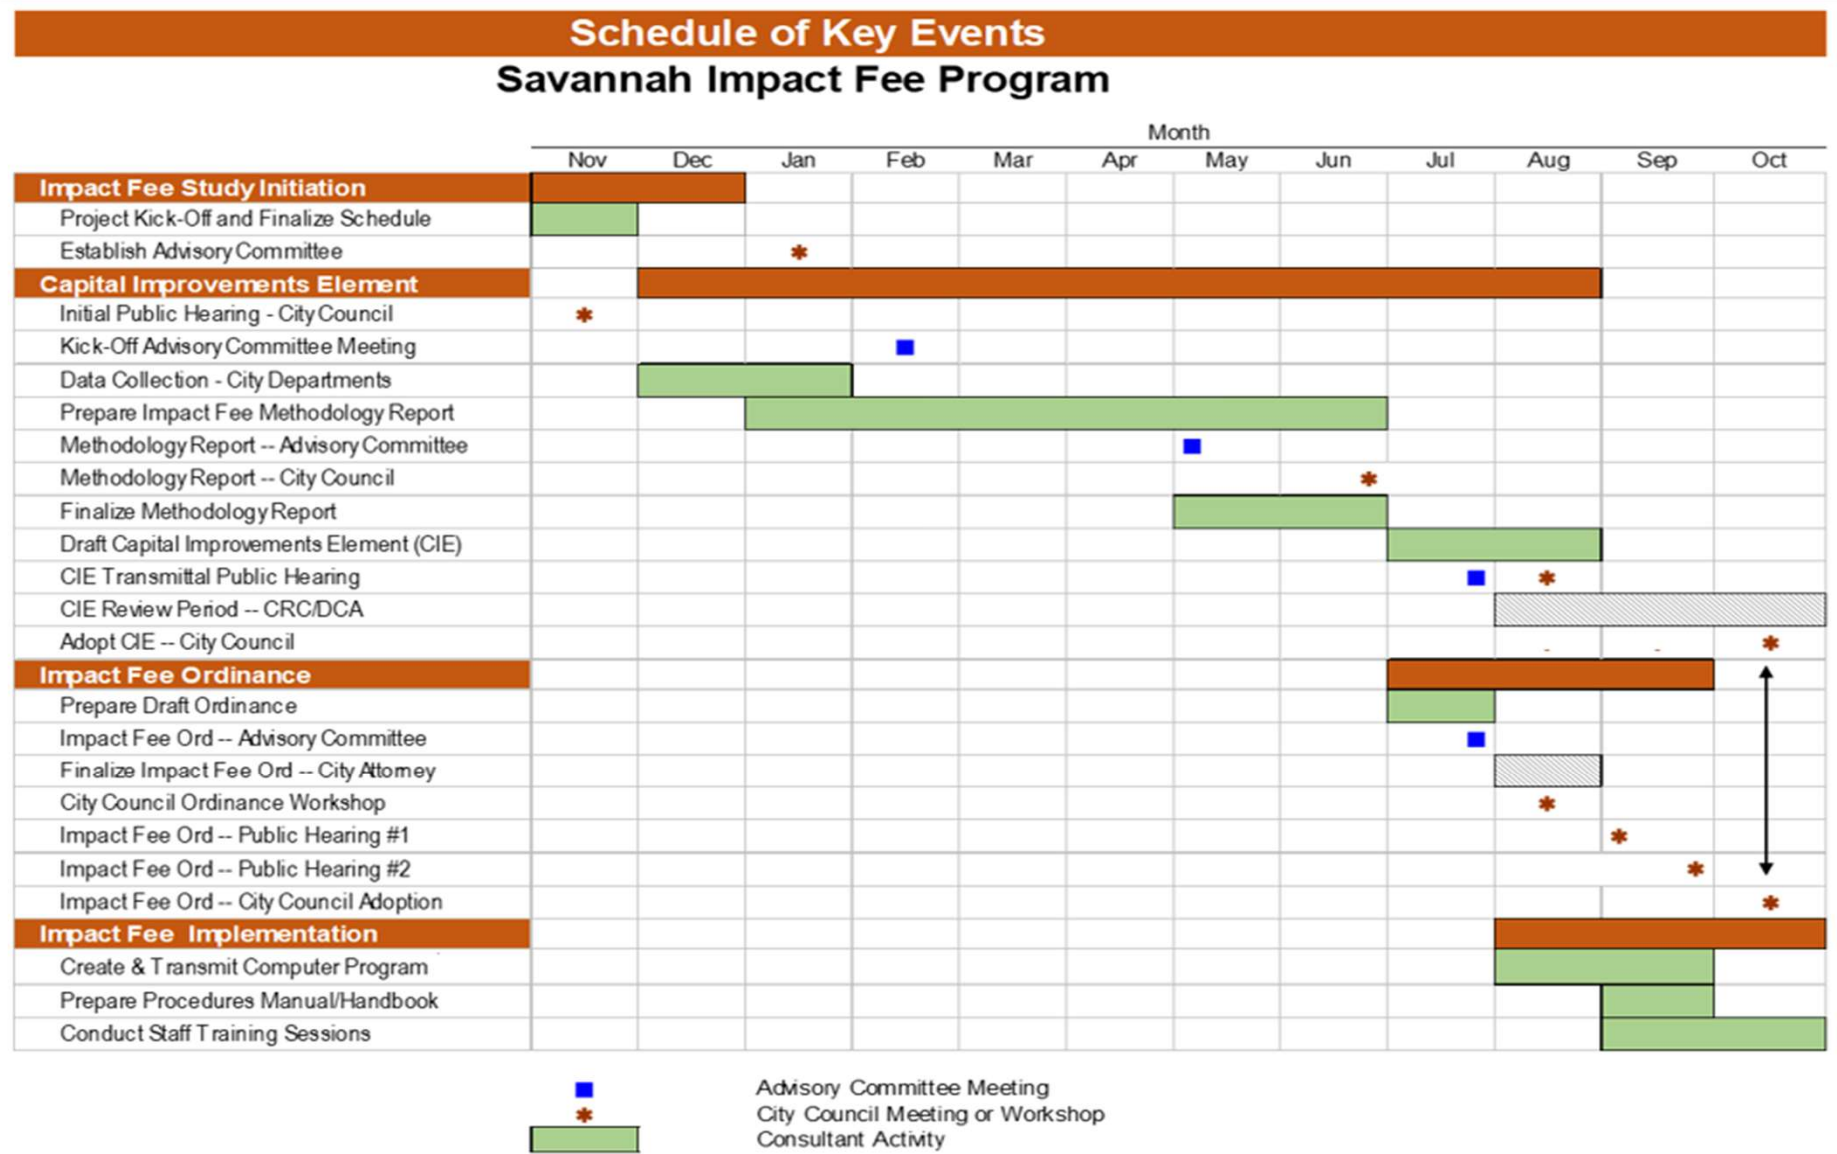 Schedule of Key Events
Savannah Impact Fee Program
Month
Nov Dec Jan Feb Mar Apr May Jun Jul Aug Sep Oct
Impact Fee Study Initiation
Project Kick-Off and Finalize Schedule
Establish Advisory Committee
Capital Improvements Element
Initial Public Hearing - City Council
Kick-Off Advisory Committee Meeting
Data Collection - City Departments
Prepare Impact Fee Methodology Report
Methodology Report -- Advisory Committee
Methodology Report -- City Council
Finalize Methodology Report
Draft Capital Improvements Element (CIE)
CIE Transmittal Public Hearing
CIE Review Period -- CRC/DCA
Adopt CIE -- City Council
Impact Fee Ordinance
Prepare Draft Ordinance
Impact Fee Ord -- Advisory Committee
Finalize Impact Fee Ord -- City Attorney
City Council Ordinance Workshop
Impact Fee Ord -- Public Hearing #1
Impact Fee Ord -- Public Hearing #2
Impact Fee Ord -- City Council Adoption
Impact Fee Implementation
Create & Transmit Computer Program
Prepare Procedures Manual/Handbook
Conduct Staff Training Sessions
Advisory Committee Meeting
City Council Meeting or Workshop
Consultant Activity